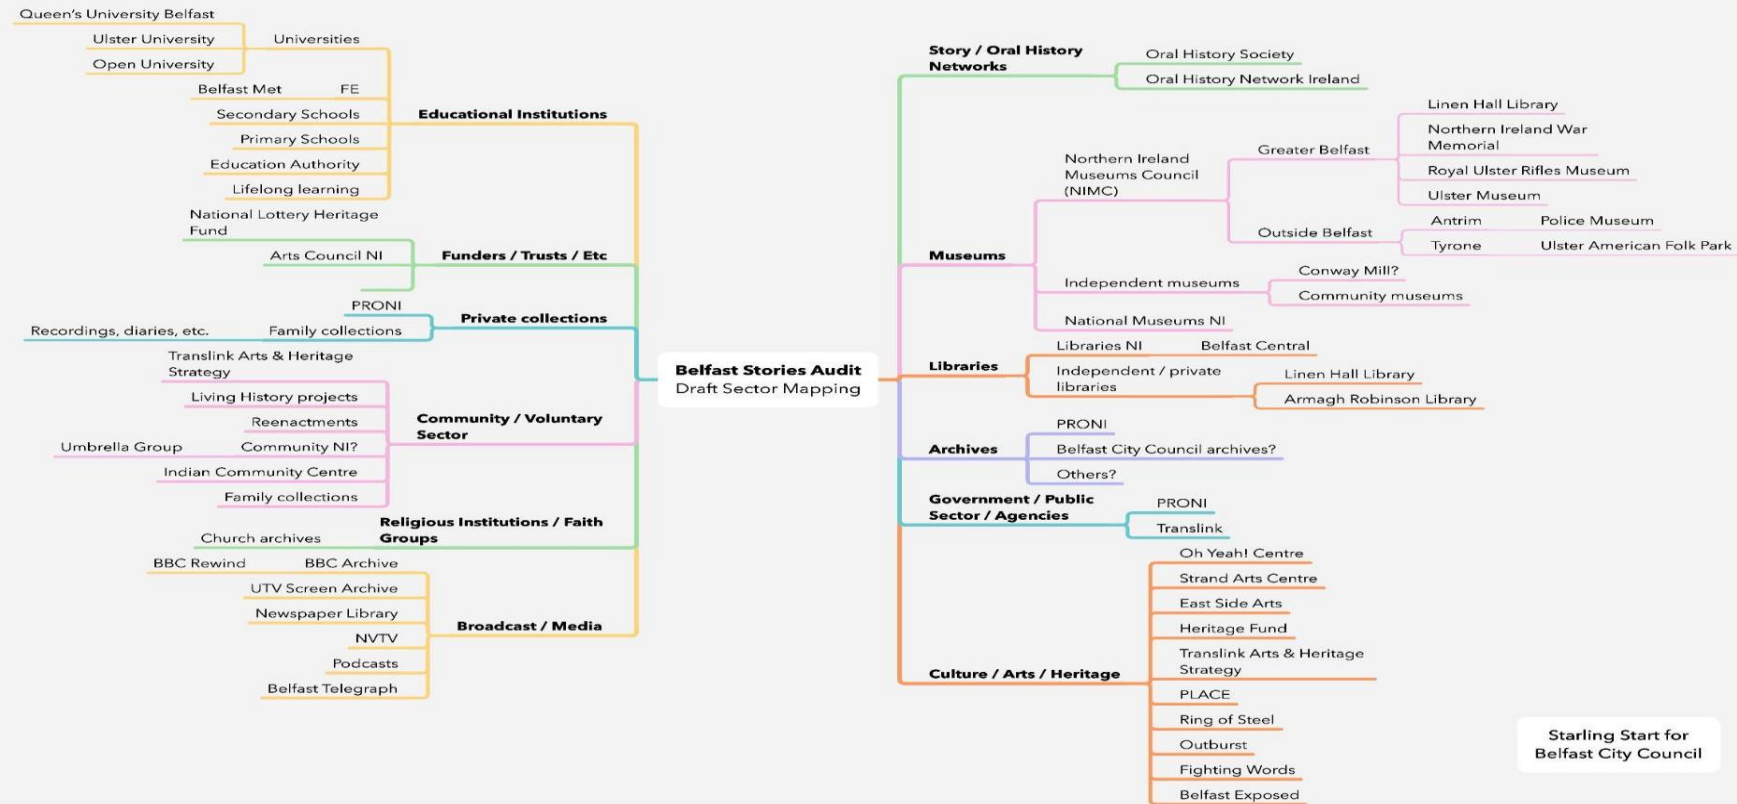 Queen's University Belfast
Ulster University
Universities
Open University
Belfast Met
FE
Secondary Schools
Educational Institutions
Primary Schools
Education Authority
Lifelong learning
National Lottery Heritage
Fund
Arts Council NI
Funders / Trusts / Etc
PRONI
Private collections
Recordings, diaries, etc.
Family collections
Translink Arts & Heritage
Strategy
Living History projects
Reenactments
Community / Voluntary
Sector
Umbrella Group
Community NI?
Indian Community Centre
Family collections
Religious Institutions / Faith
Groups
Church archives
BBC Rewind
BBC Archive
UTV Screen Archive
Newspaper Library
Broadcast / Media
NVTV
Podcasts
Belfast Telegraph
Belfast Stories Audit
Draft Sector Mapping
Story / Oral History
Networks
Oral History Society
Oral History Network Ireland
Museums
Northern Ireland
Museums Council
(NIMC)
Greater Belfast
Linen Hall Library
Northern Ireland War
Memorial
Royal Ulster Rifles Museum
Ulster Museum
Outside Belfast
Antrim
Police Museum
Tyrone
Ulster American Folk Park
Independent museums
Conway Mill?
Community museums
National Museums NI
Libraries
Libraries NI
Belfast Central
Independent / private
libraries
Linen Hall Library
Armagh Robinson Library
Archives
PRONI
Belfast City Council archives?
Others?
Government / Public
Sector / Agencies
PRONI
Translink
Culture / Arts / Heritage
Oh Yeah! Centre
Strand Arts Centre
East Side Arts
Heritage Fund
Translink Arts & Heritage
Strategy
PLACE
Ring of Steel
Outburst
Fighting Words
Belfast Exposed
Starling Start for
Belfast City Council